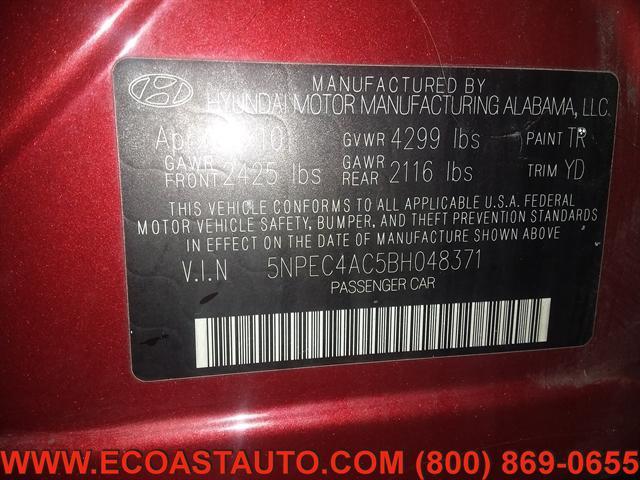 MANUFACTURED BY
HYUNDAI MOTOR MANUFACTURING ALABAMA, LLC.
GVWR 4299 lbs PAINT TR
GAWR FRONT 2425 lbs GAWR REAR 2116 lbs TRIM YD
THIS VEHICLE CONFORMS TO ALL APPLICABLE U.S.A. FEDERAL
MOTOR VEHICLE SAFETY, BUMPER, AND THEFT PREVENTION STANDARDS
IN EFFECT ON THE DATE OF MANUFACTURE SHOWN ABOVE
V.I.N 5NPEC4AC5BH048371
PASSENGER CAR
WWW.ECOASTAUTO.COM (800) 869-0655